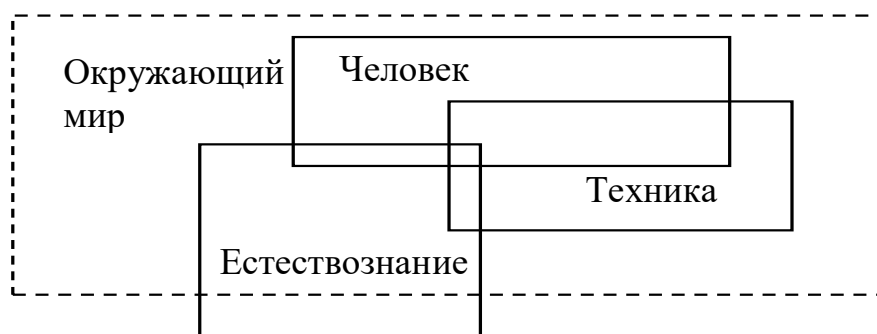 Окружающий
мир
Человек
Техника
Естествознание